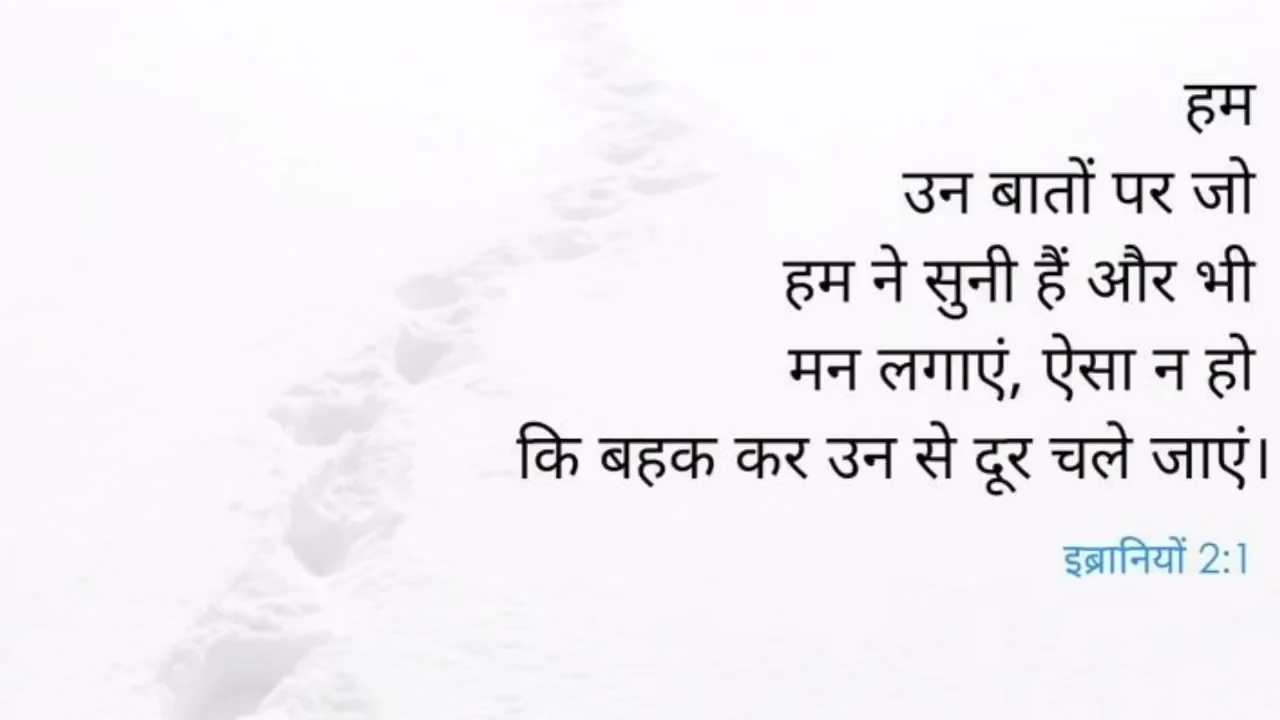 हम
उन बातों पर जो
हम ने सुनी हैं और भी
मन लगाएं, ऐसा न हो
कि बहक कर उन से दूर चले जाएं।
इब्रानियों 2:1